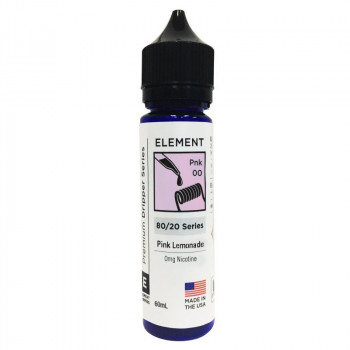 ELEMENT
Pnk
00
80/20 Series
Pink Lemonade
0mg Nicotine
MADE IN
THE USA
60mL
Premium Dripper Series
E